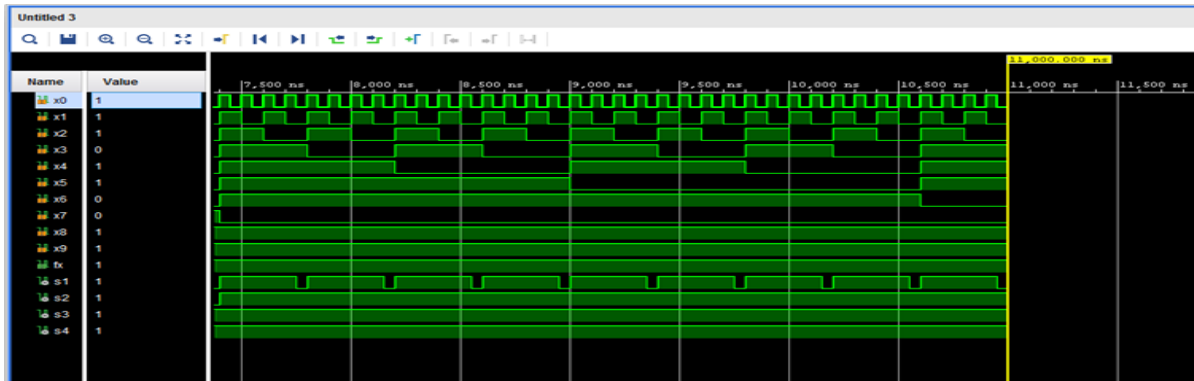 Untitled 3
11,000.000 ns
Name Value
7,500 ns 8,000 ns 8,500 ns 9,000 ns 9,500 ns 10,000 ns 10,500 ns 11,000 ns 11,500 ns
x0 1
x1 1
x2 1
x3 0
x4 1
x5 1
x6 0
x7 0
x8 1
x9 1
fx 1
s1 1
s2 1
s3 1
s4 1